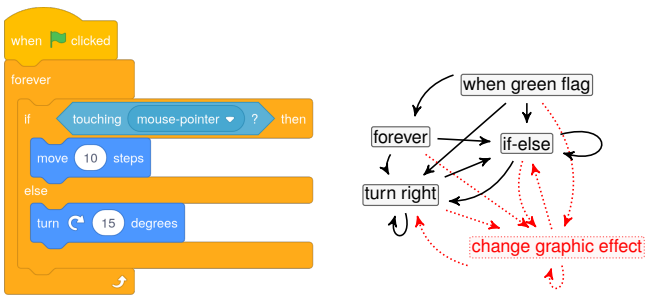 when clicked
forever
if touching mouse-pointer ? then
move 10 steps
else
turn 15 degrees
when green flag
forever
if-else
turn right
change graphic effect